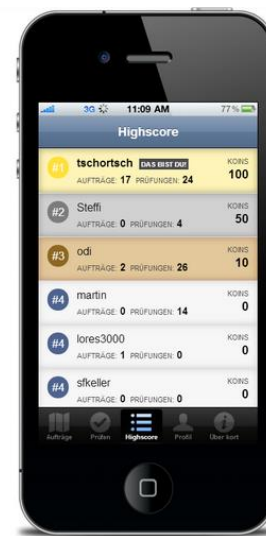 3G 11:09 AM 77%
Highscore
#1 tschortsch DAS BIST DU! KOINS
AUFTRÄGE: 17 PRÜFUNGEN: 24 100
#2 Steffi KOINS
AUFTRÄGE: 0 PRÜFUNGEN: 4 50
#3 odi KOINS
AUFTRÄGE: 2 PRÜFUNGEN: 26 10
#4 martin KOINS
AUFTRÄGE: 0 PRÜFUNGEN: 14 0
#4 lores3000 KOINS
AUFTRÄGE: 1 PRÜFUNGEN: 0 0
#4 sfkeller KOINS
AUFTRÄGE: 0 PRÜFUNGEN: 0 0
Aufträge Prüfen Highscore Profil Über kort